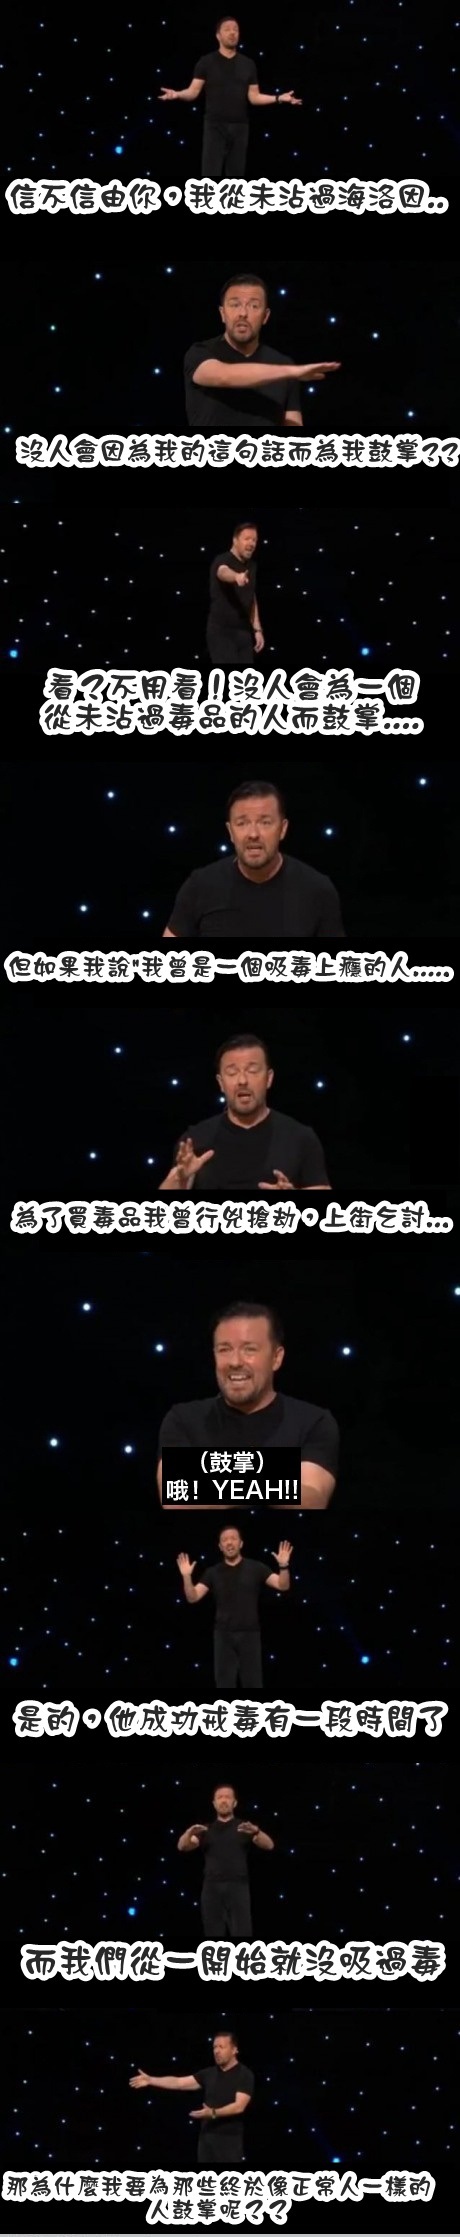 信不信由你。我從未沾過海洛因..
沒人會因為我的這句話而為我鼓掌??
看?不用看！沒人會為一個
從未沾過毒品的人而鼓掌....
但如果我說"我曾是一個吸毒上癮的人.....
為了買毒品我曾行兇搶劫。上街乞討...
（鼓掌）
哦！YEAH!!
是的。他成功戒毒有一段時間了
而我們從一開始就沒吸過毒
那為什麼我要為那些終於像正常人一樣的
人鼓掌呢??